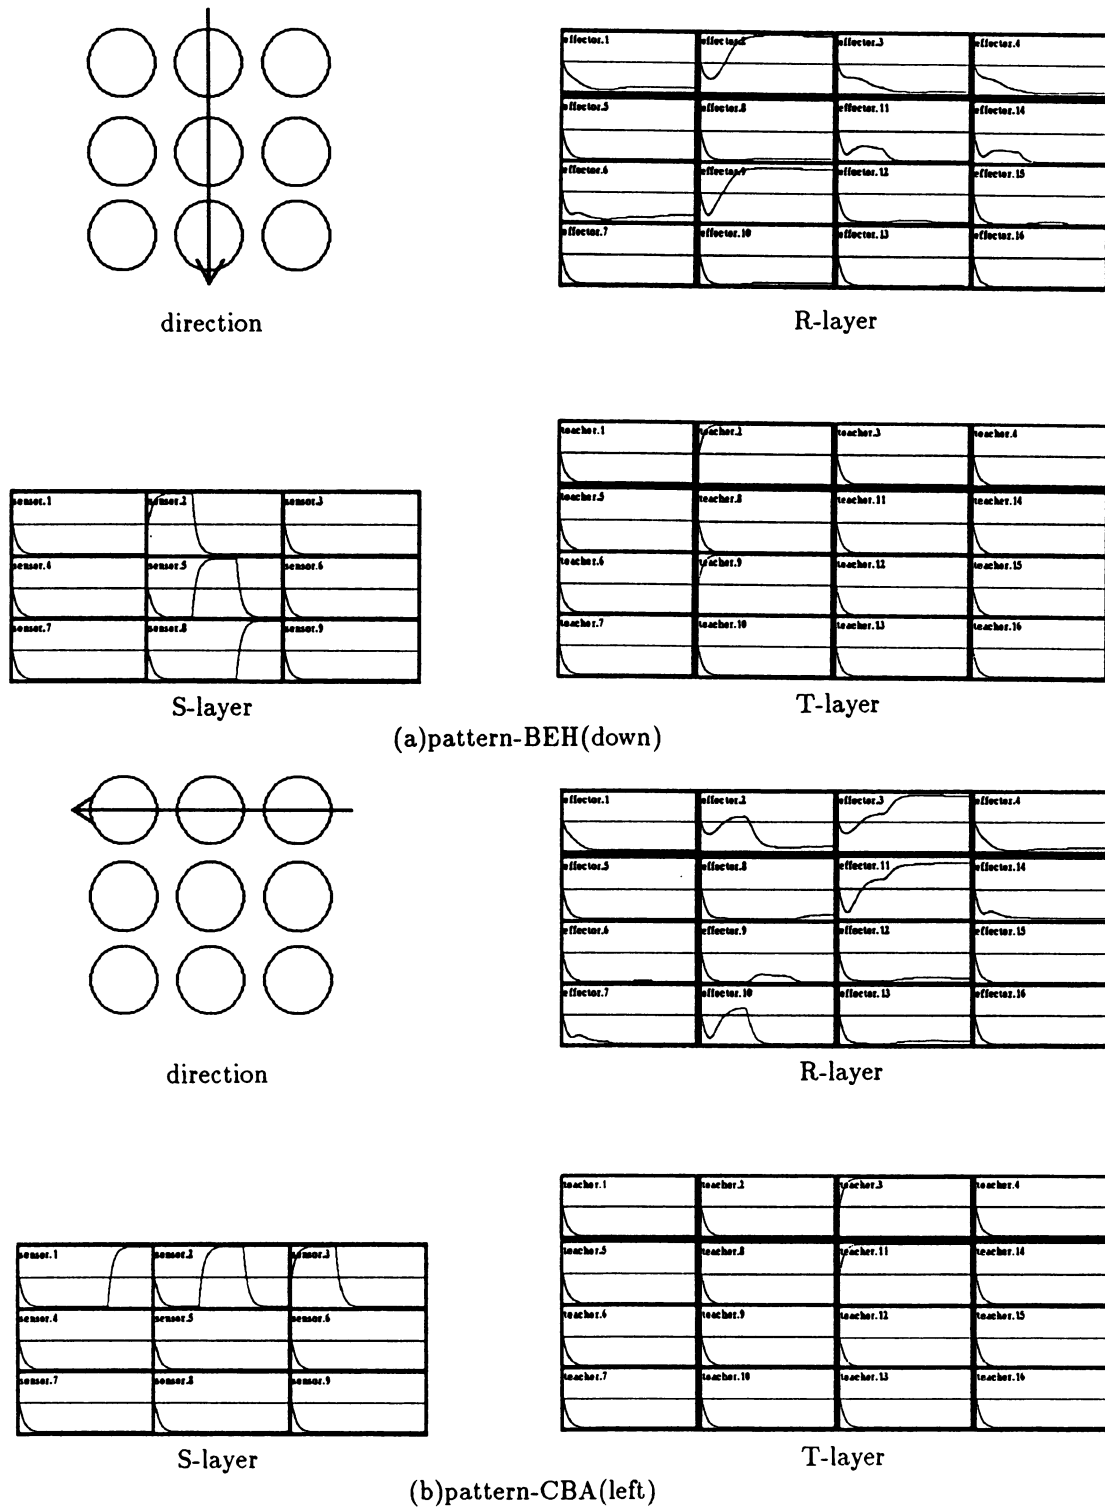 effector.1 effector.2 effector.3 effector.4
effector.5 effector.8 effector.11 effector.14
effector.6 effector.9 effector.12 effector.15
effector.7 effector.10 effector.13 effector.16
direction
R-layer
teacher.1 teacher.2 teacher.3 teacher.4
teacher.5 teacher.8 teacher.11 teacher.14
teacher.6 teacher.9 teacher.12 teacher.15
teacher.7 teacher.10 teacher.13 teacher.16
sensor.1 sensor.2 sensor.3
sensor.4 sensor.5 sensor.6
sensor.7 sensor.8 sensor.9
S-layer
T-layer
(a)pattern-BEH(down)
effector.1 effector.2 effector.3 effector.4
effector.5 effector.8 effector.11 effector.14
effector.6 effector.9 effector.12 effector.15
effector.7 effector.10 effector.13 effector.16
direction
R-layer
teacher.1 teacher.2 teacher.3 teacher.4
teacher.5 teacher.8 teacher.11 teacher.14
teacher.6 teacher.9 teacher.12 teacher.15
teacher.7 teacher.10 teacher.13 teacher.16
sensor.1 sensor.2 sensor.3
sensor.4 sensor.5 sensor.6
sensor.7 sensor.8 sensor.9
S-layer
T-layer
(b)pattern-CBA(left)